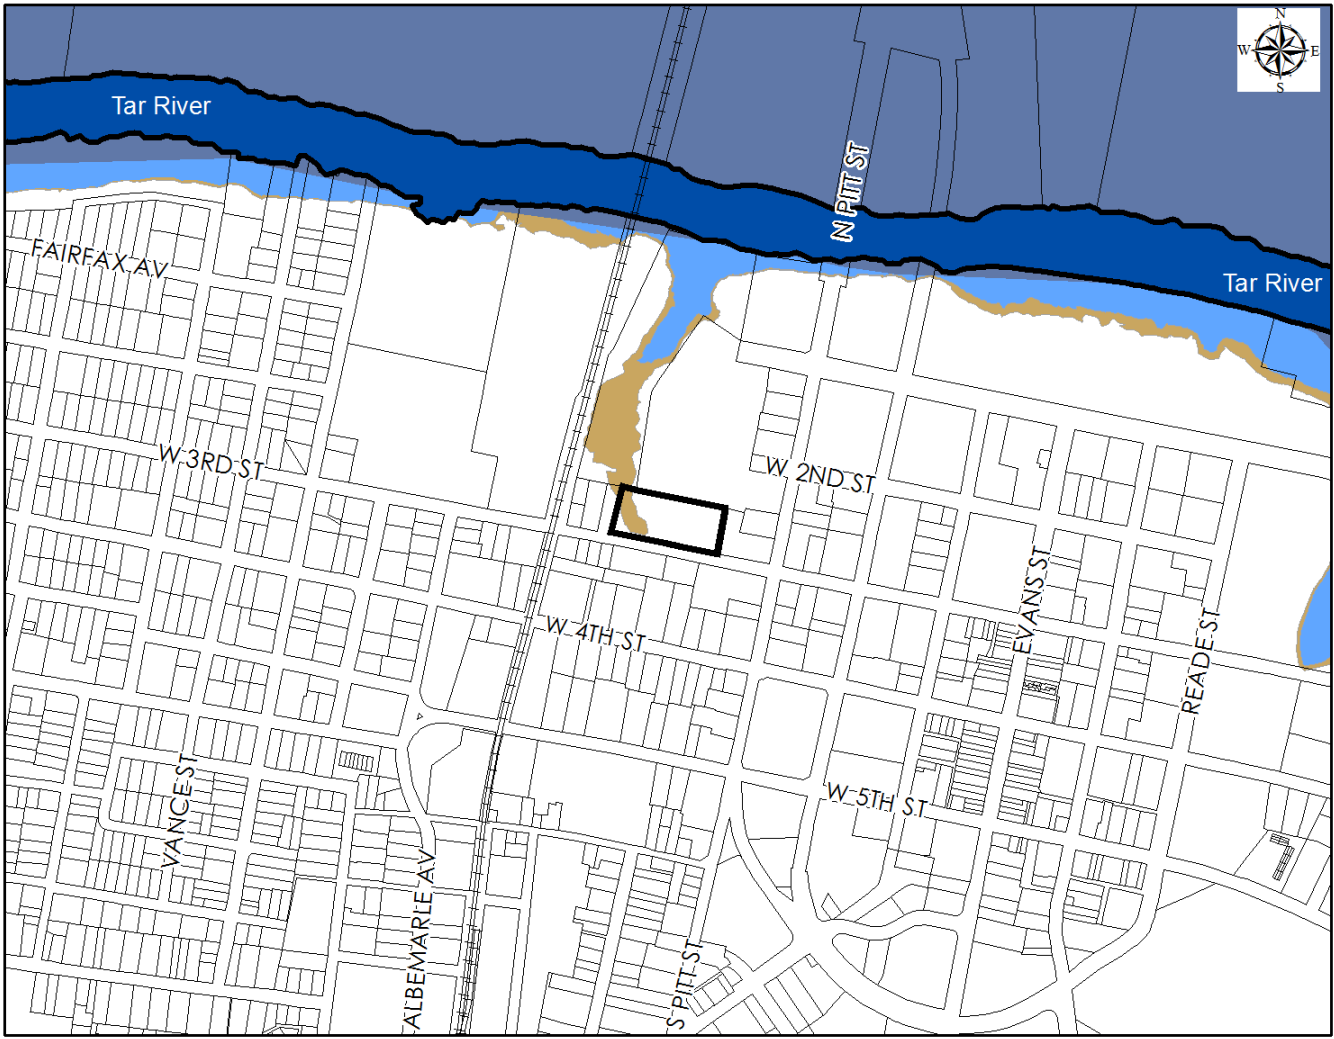 N
W E
S
Tar River
N PITT ST
FAIRFAX AV
Tar River
W 3RD ST
W 2ND ST
EVANS ST
W 4TH ST
READE ST
VANCE ST
W 5TH ST
ALBEMARLE AV
S PITT ST